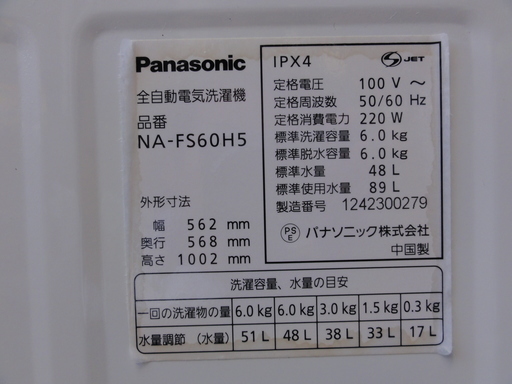 Panasonic
全自動電気洗濯機
品番
NA-FS60H5
外形寸法
幅 562 mm
奥行 568 mm
高さ 1002 mm
IPX4 S JET
定格電圧 100 V ～
定格周波数 50/60 Hz
定格消費電力 220 W
標準洗濯容量 6.0 kg
標準脱水容量 6.0 kg
標準水量 48 L
標準使用水量 89 L
製造番号 1242300279
PSE パナソニック株式会社
中国製
洗濯容量、水量の目安
一回の洗濯物の量 6.0 kg 6.0 kg 3.0 kg 1.5 kg 0.3 kg
水量調節（水量） 51 L 48 L 38 L 33 L 17 L